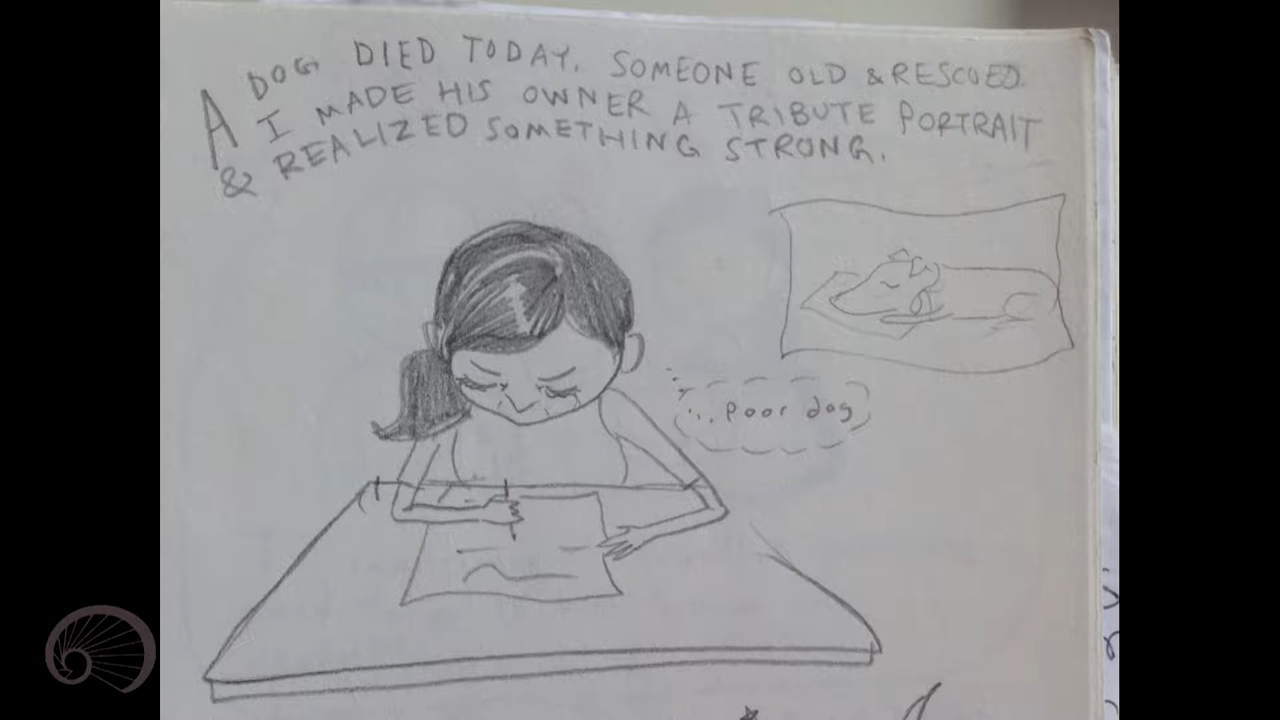 A DOG DIED TODAY. SOMEONE OLD & RESCUED
I MADE HIS OWNER A TRIBUTE PORTRAIT
& REALIZED SOMETHING STRONG.
... Poor dog